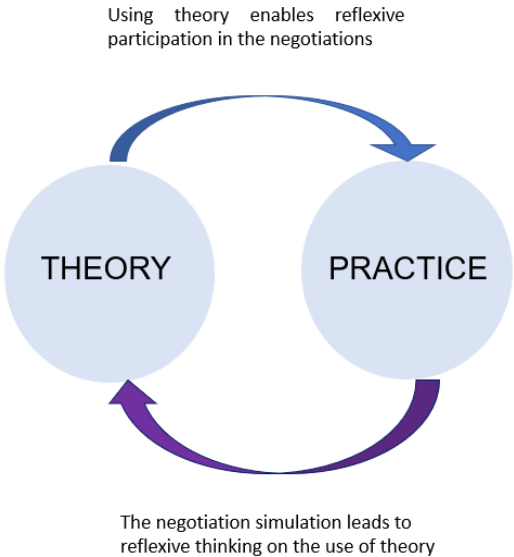 Using theory enables reflexive
participation in the negotiations
THEORY
PRACTICE
The negotiation simulation leads to
reflexive thinking on the use of theory